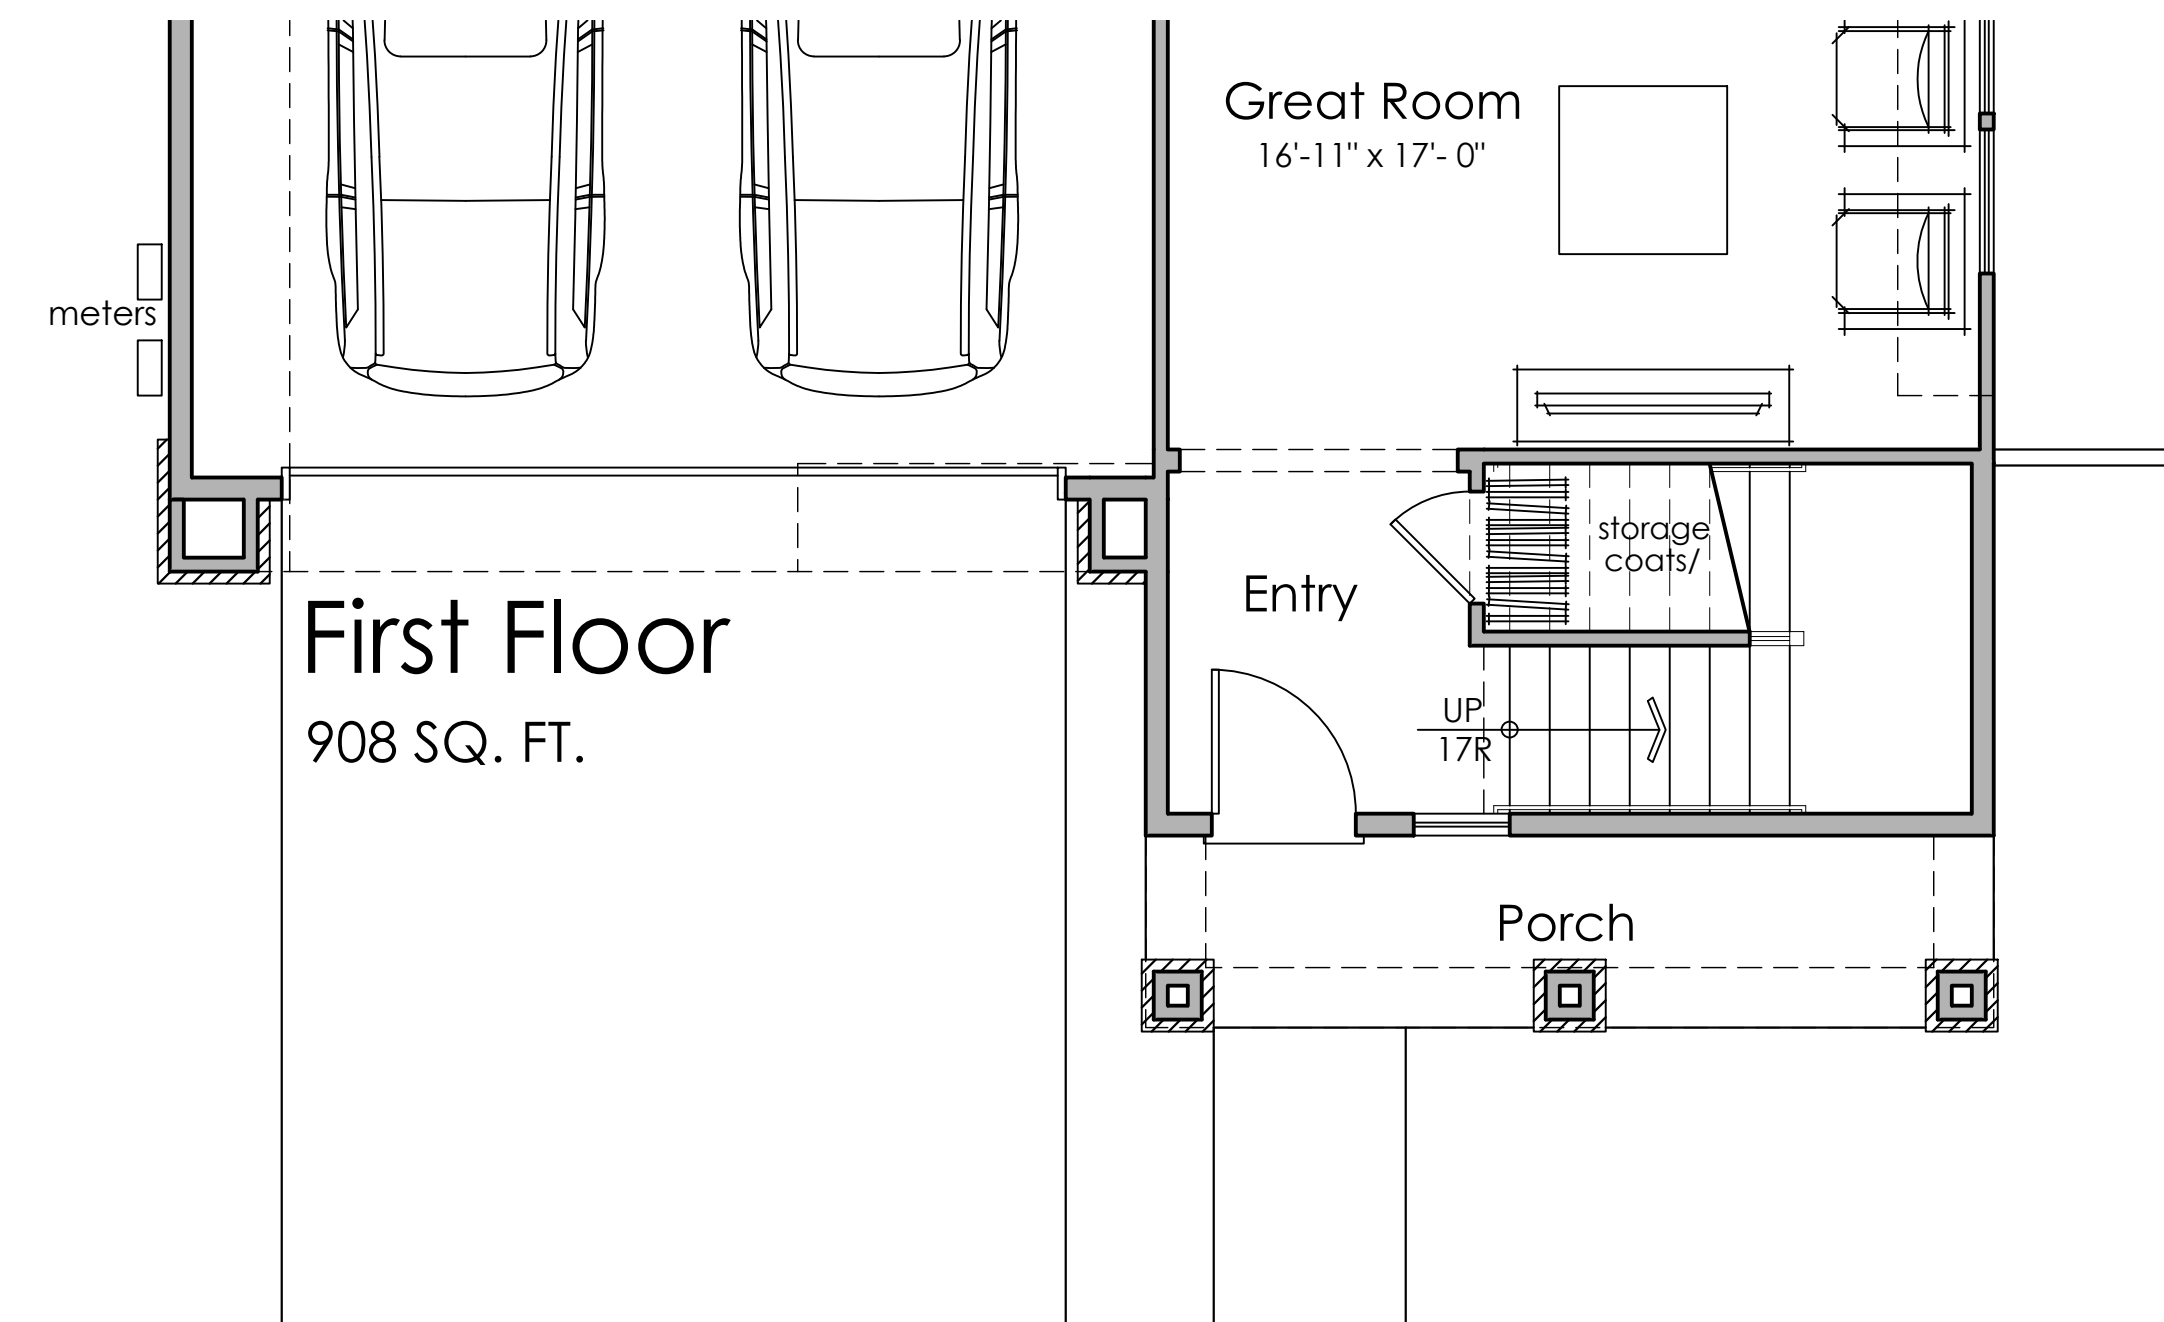 Great Room
16'-11" x 17'- 0"
meters
storage
coats/
Entry
First Floor
908 SQ. FT.
UP
17R
Porch